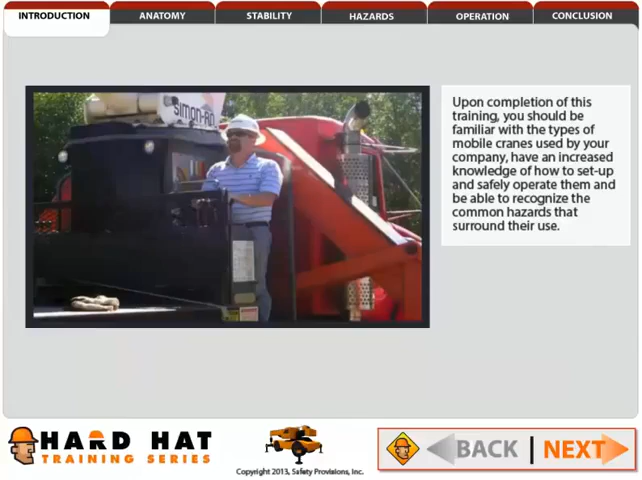 INTRODUCTION
ANATOMY
STABILITY
HAZARDS
OPERATION
CONCLUSION
simon-RO
Upon completion of this
training, you should be
familiar with the types of
mobile cranes used by your
company, have an increased
knowledge of how to set-up
and safely operate them and
be able to recognize the
common hazards that
surround their use.
HARD HAT
TRAINING SERIES
Copyright 2013, Safety Provisions, Inc.
BACK | NEXT